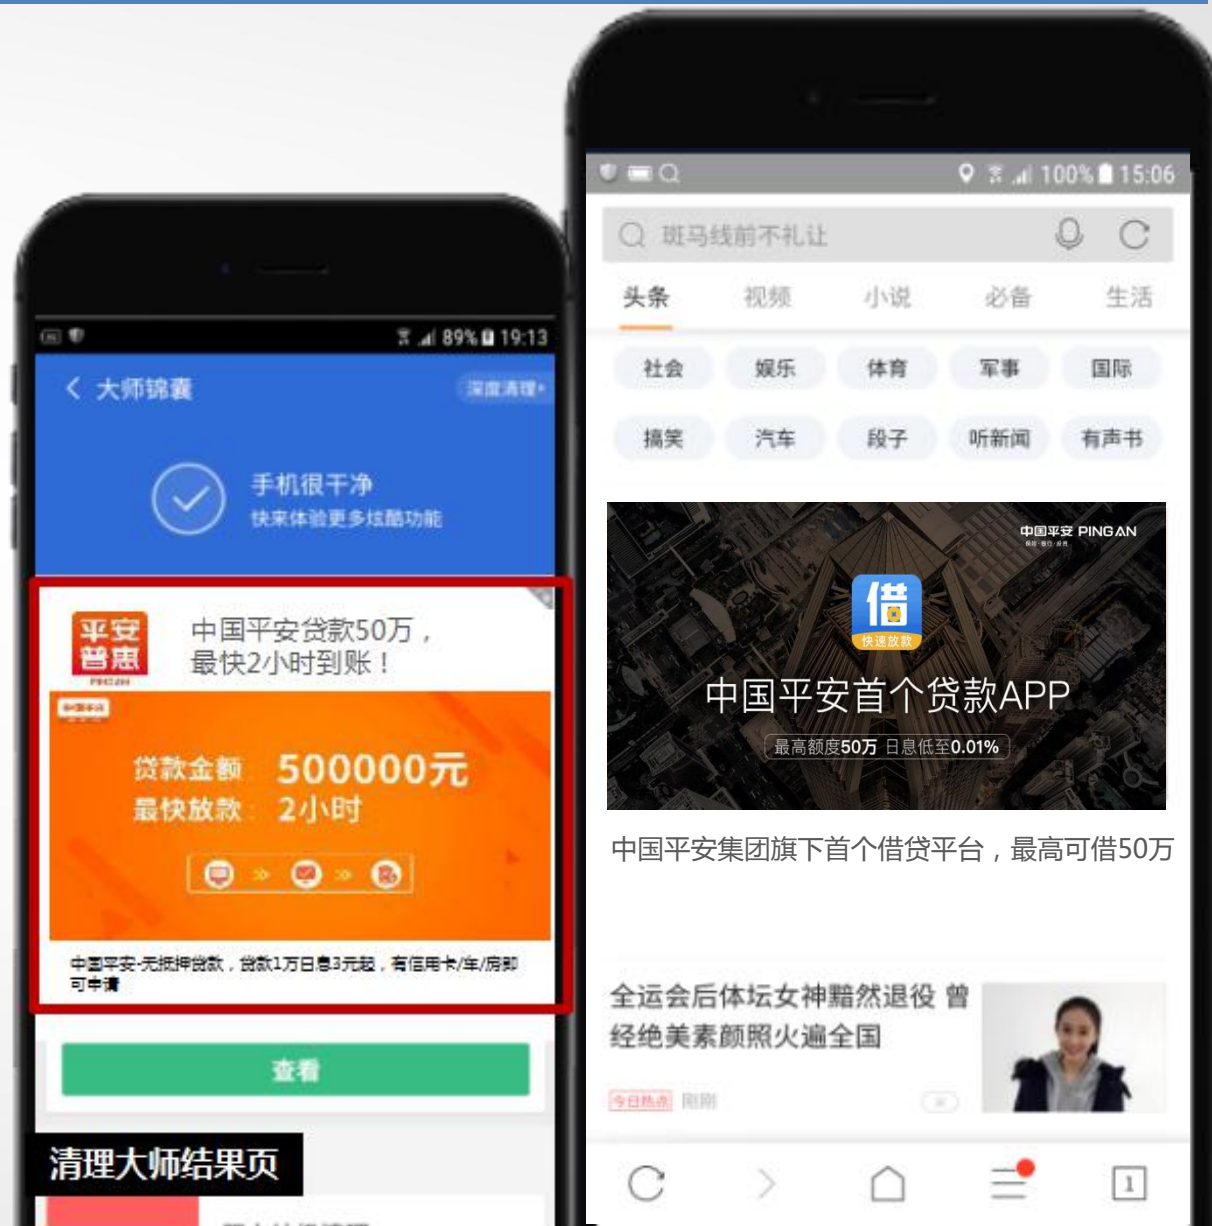 89% 19:13
大师锦囊
深度清理
手机很干净
快来体验更多炫酷功能
平安
普惠
PINGAN
中国平安贷款50万，
最快2小时到账！
中国平安
贷款金额 500000元
最快放款： 2小时
中国平安-无抵押贷款，贷款1万日息3元起，有信用卡/车/房即
可申请
查看
清理大师结果页
100% 15:06
斑马线前不礼让
头条 视频 小说 必备 生活
社会 娱乐 体育 军事 国际
搞笑 汽车 段子 听新闻 有声书
中国平安 PINGAN
保险·银行·投资
借
快速放款
中国平安首个贷款APP
最高额度50万 日息低至0.01%
中国平安集团旗下首个借贷平台，最高可借50万
全运会后体坛女神黯然退役 曾
经绝美素颜照火遍全国
今日热点 刚刚
1